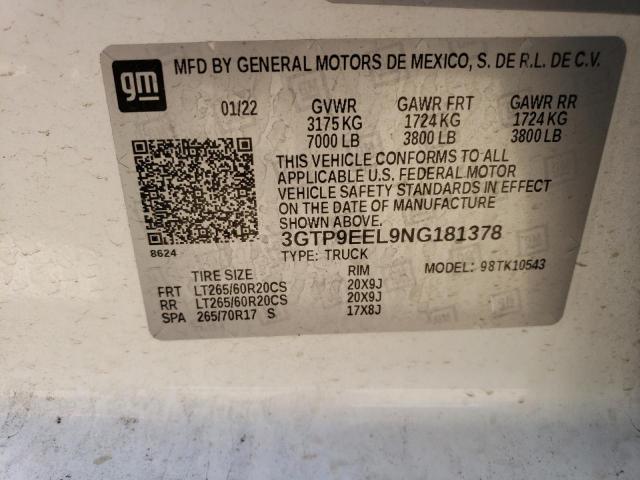 gm
MFD BY GENERAL MOTORS DE MEXICO, S. DE R.L. DE C.V.
01/22 GVWR GAWR FRT GAWR RR
3175 KG 1724 KG 1724 KG
7000 LB 3800 LB 3800 LB
THIS VEHICLE CONFORMS TO ALL
APPLICABLE U.S. FEDERAL MOTOR
VEHICLE SAFETY STANDARDS IN EFFECT
ON THE DATE OF MANUFACTURE
SHOWN ABOVE.
3GTP9EEL9NG181378
8624 TYPE: TRUCK MODEL: 98TK10543
TIRE SIZE RIM
FRT LT265/60R20CS 20X9J
RR LT265/60R20CS 20X9J
SPA 265/70R17 S 17X8J